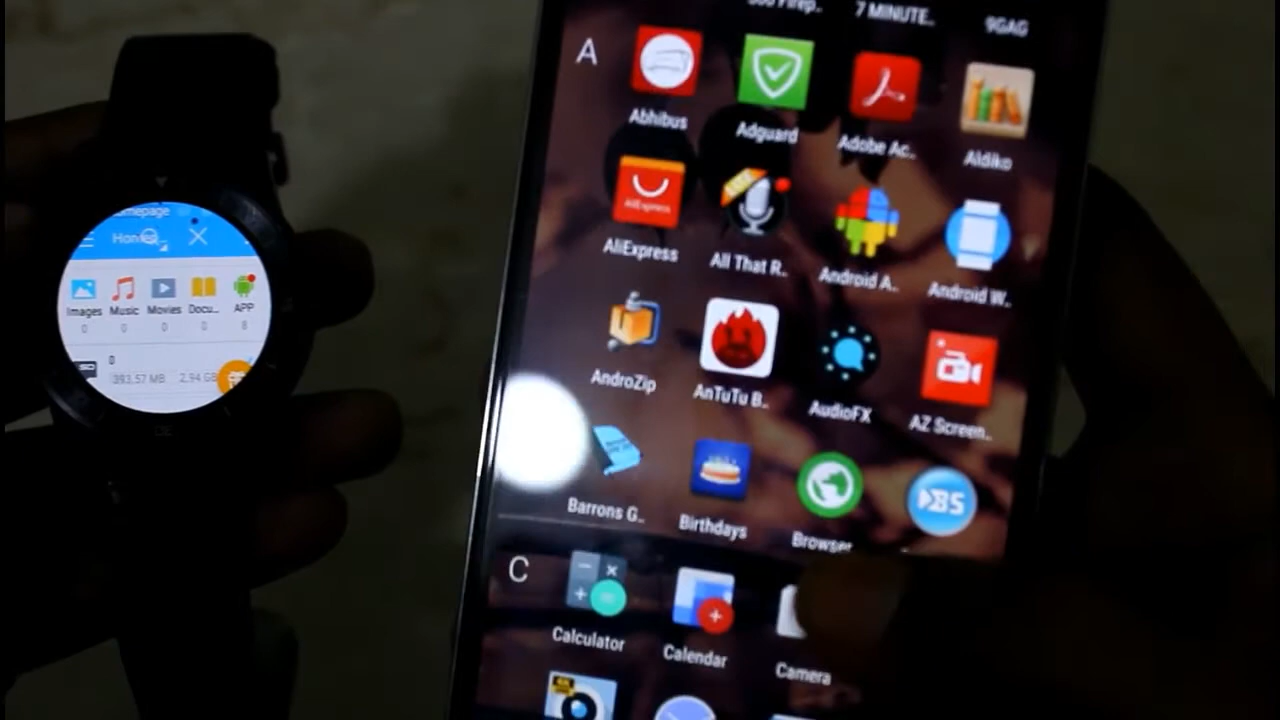 7 MINUTE..
9GAG
A
Abhibus
Adguard
Adobe Ac..
Aldiko
AliExpress
AliExpress
All That R..
Android A..
Android W..
AndroZip
AnTuTu B..
AudioFX
AZ Screen..
Barrons G..
Birthdays
Browser
BS
C
Calculator
Calendar
Camera
Images
Music
Movies
Docu...
APP
0
0
0
0
8
0
393.57 MB
2.94 GB